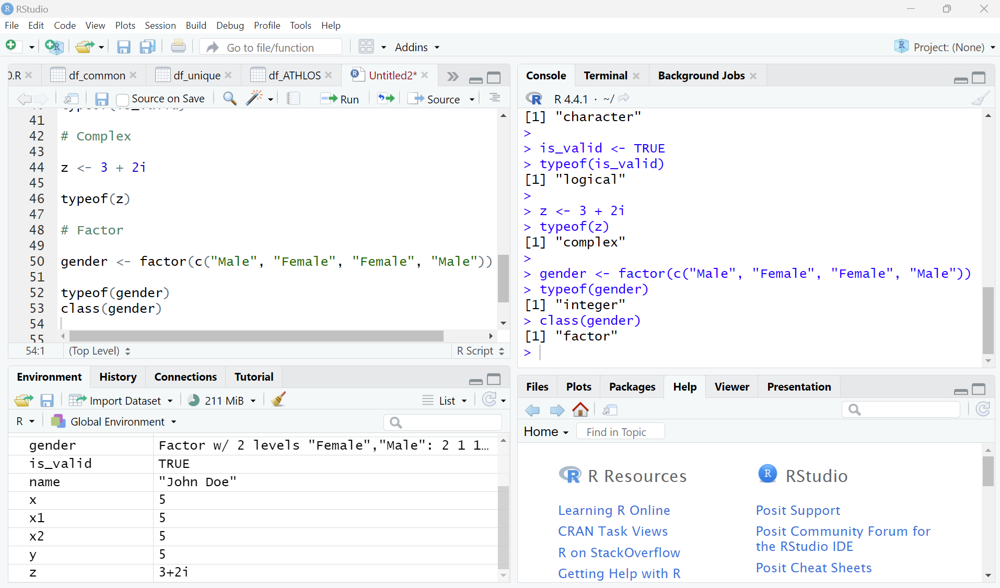 RStudio
File Edit Code View Plots Session Build Debug Profile Tools Help
Go to file/function Addins Project: (None)
0.R df_common df_unique df_ATHLOS Untitled2*
Source on Save Run Source
41
42 # Complex
43
44 z <- 3 + 2i
45
46 typeof(z)
47
48 # Factor
49
50 gender <- factor(c("Male", "Female", "Female", "Male"))
51
52 typeof(gender)
53 class(gender)
54
55
54:1 (Top Level) R Script
Console Terminal Background Jobs
R 4.4.1 · ~/
[1] "character"
>
> is_valid <- TRUE
> typeof(is_valid)
[1] "logical"
>
> z <- 3 + 2i
> typeof(z)
[1] "complex"
>
> gender <- factor(c("Male", "Female", "Female", "Male"))
> typeof(gender)
[1] "integer"
> class(gender)
[1] "factor"
>
Environment History Connections Tutorial
Import Dataset 211 MiB List
R Global Environment
gender Factor w/ 2 levels "Female","Male": 2 1 1…
is_valid TRUE
name "John Doe"
x 5
x1 5
x2 5
y 5
z 3+2i
Files Plots Packages Help Viewer Presentation
Home Find in Topic
R Resources
Learning R Online
CRAN Task Views
R on StackOverflow
Getting Help with R
RStudio
Posit Support
Posit Community Forum for
the RStudio IDE
Posit Cheat Sheets